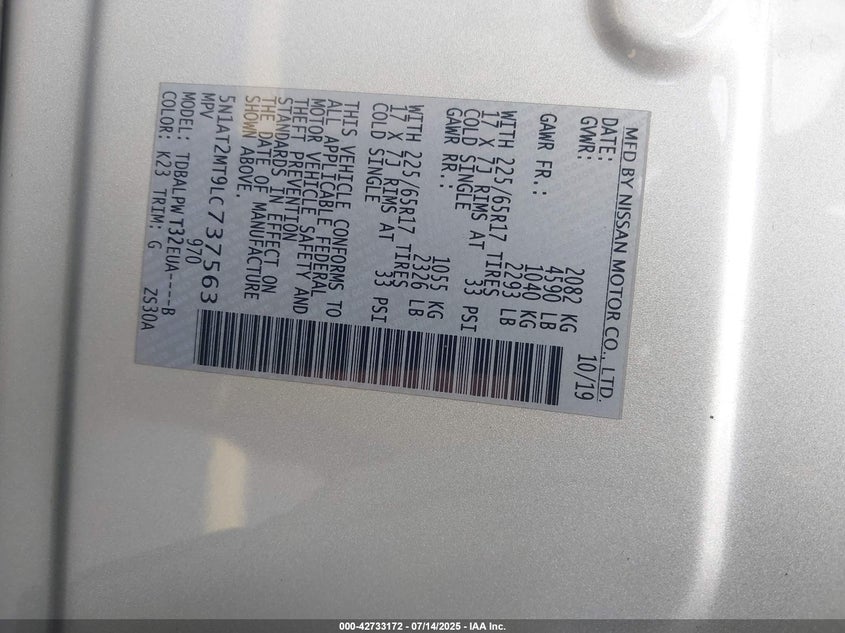 MFD BY NISSAN MOTOR CO., LTD.
DATE: 10/19
GVWR: 2082 KG
4590 LB
GAWR FR.: 1040 KG
2293 LB
WITH 225/65R17 TIRES
17 X 7J RIMS AT
COLD SINGLE 33 PSI
GAWR RR.: 1055 KG
2326 LB
WITH 225/65R17 TIRES
17 X 7J RIMS AT
COLD SINGLE 33 PSI
THIS VEHICLE CONFORMS TO
ALL APPLICABLE FEDERAL
MOTOR VEHICLE SAFETY AND
THEFT PREVENTION
STANDARDS IN EFFECT ON
THE DATE OF MANUFACTURE
SHOWN ABOVE.
5N1AT2MT9LC737563
MPV 970
MODEL: TDBALPWT32EUA----B
COLOR: K23 TRIM: G ZS30A
000-42733172 - 07/14/2025 - IAA Inc.